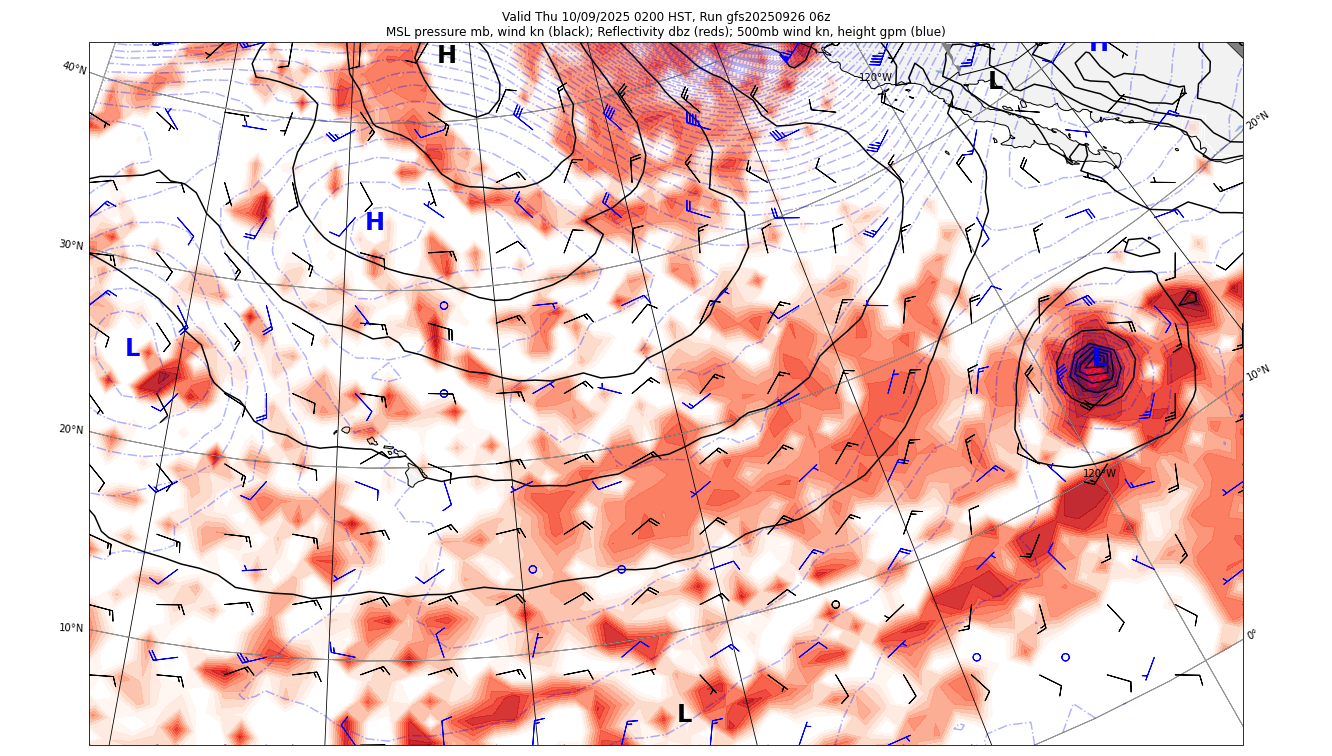 Valid Thu 10/09/2025 0200 HST, Run gfs20250926 06z
MSL pressure mb, wind kn (black); Reflectivity dbz (reds); 500mb wind kn, height gpm (blue)
H
H
40°N
120°W
L
20°N
H
30°N
L
L
10°N
20°N
120°W
10°N
0°
L